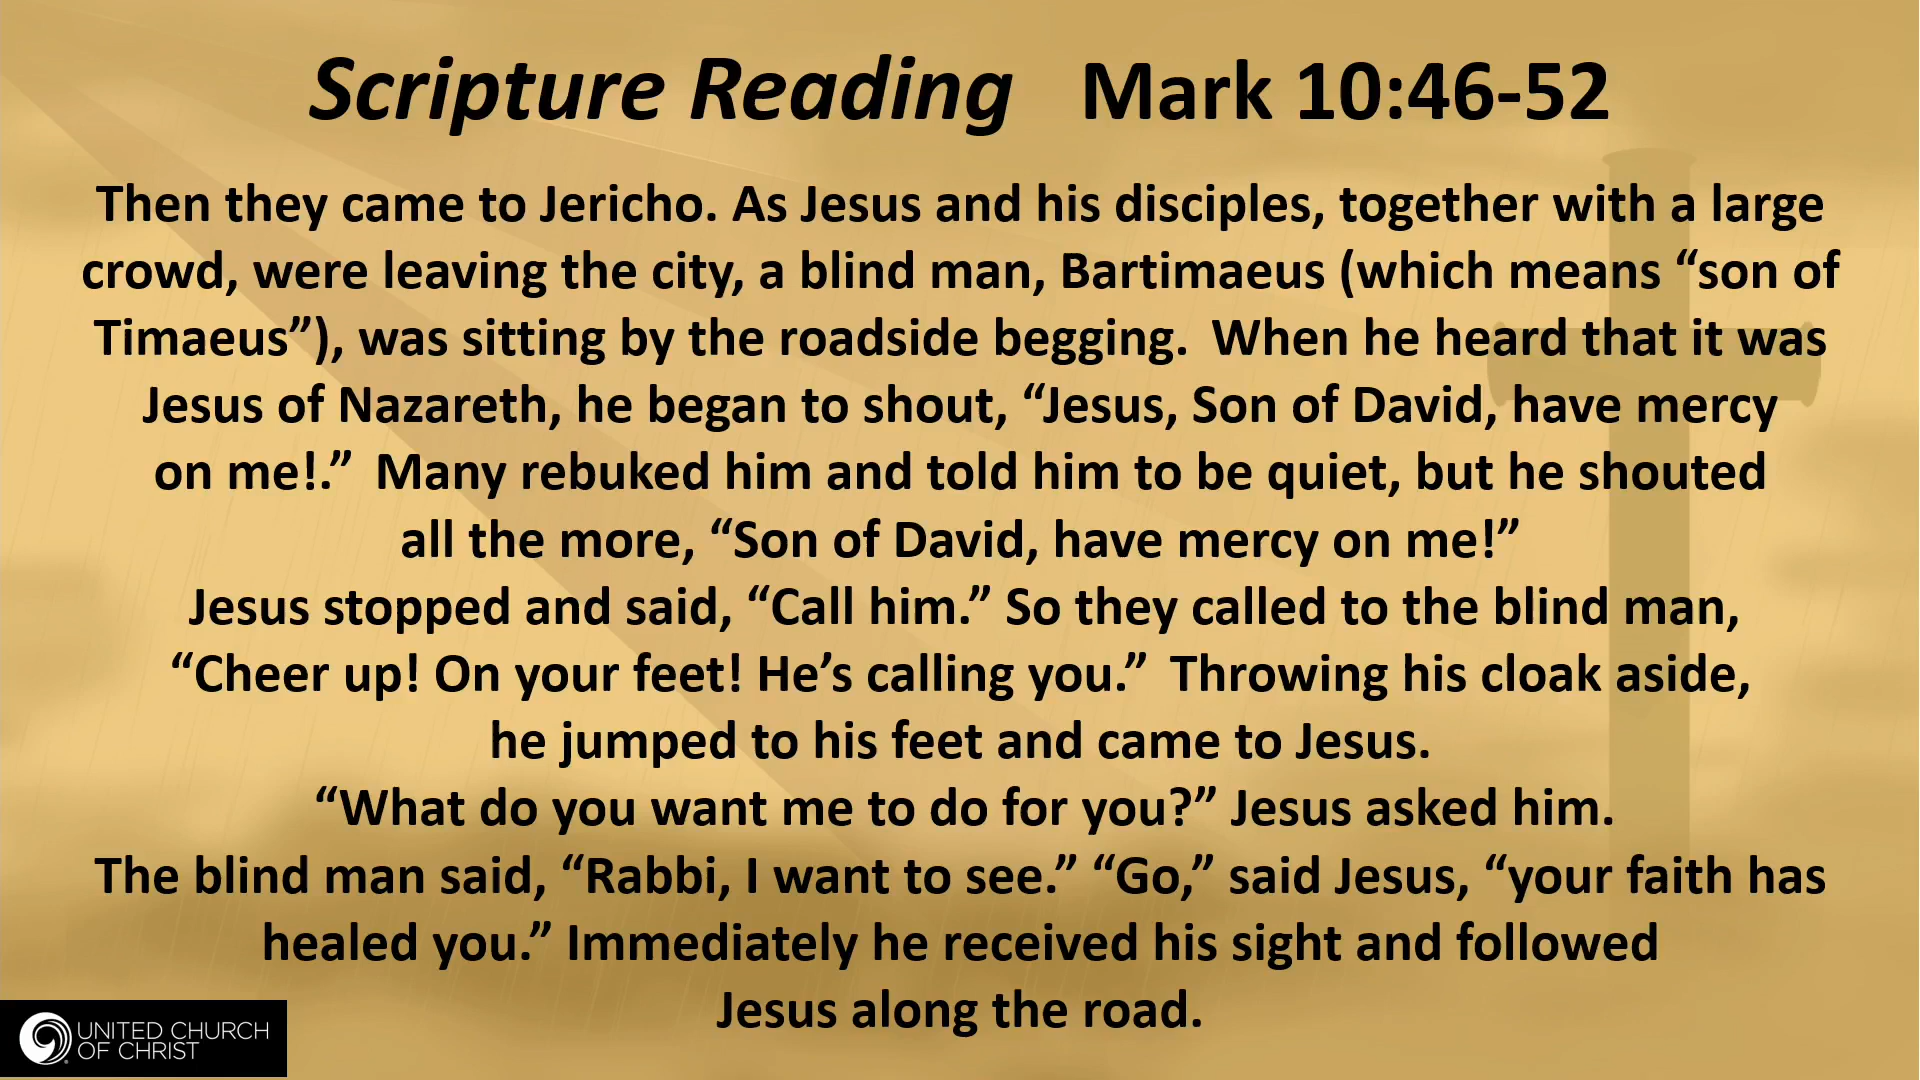 Scripture Reading   Mark 10:46-52
Then they came to Jericho. As Jesus and his disciples, together with a large
crowd, were leaving the city, a blind man, Bartimaeus (which means “son of
Timaeus”), was sitting by the roadside begging.  When he heard that it was
Jesus of Nazareth, he began to shout, “Jesus, Son of David, have mercy
on me!.”  Many rebuked him and told him to be quiet, but he shouted
all the more, “Son of David, have mercy on me!”
Jesus stopped and said, “Call him.” So they called to the blind man,
“Cheer up! On your feet! He’s calling you.”  Throwing his cloak aside,
he jumped to his feet and came to Jesus.
“What do you want me to do for you?” Jesus asked him.
The blind man said, “Rabbi, I want to see.” “Go,” said Jesus, “your faith has
healed you.” Immediately he received his sight and followed
Jesus along the road.
UNITED CHURCH
OF CHRIST